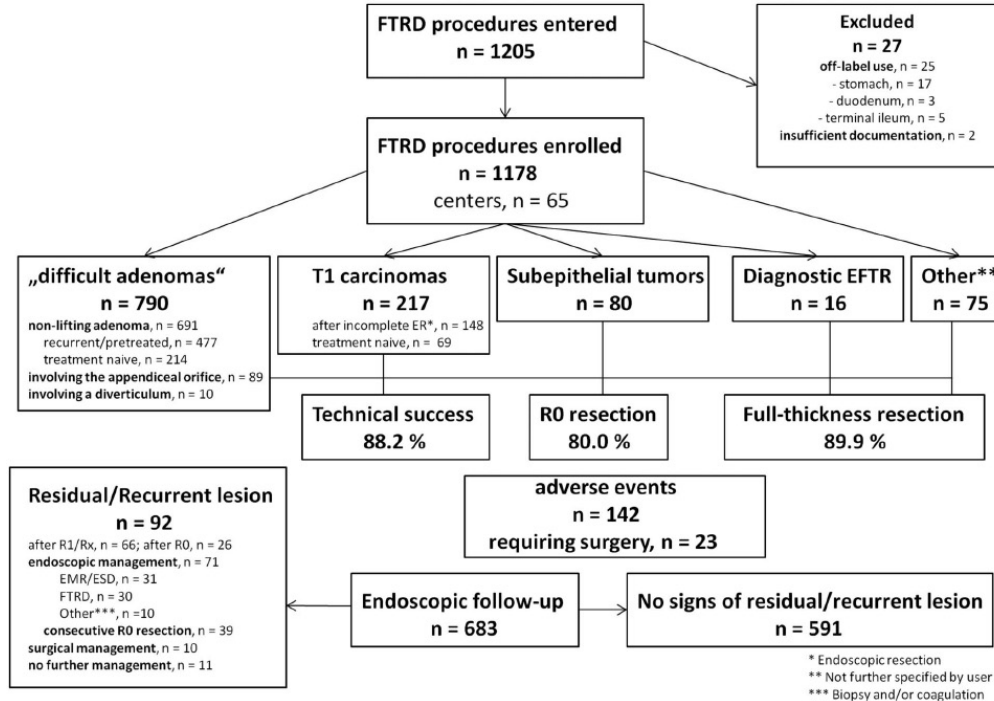 FTRD procedures entered
n = 1205
Excluded
n = 27
off-label use, n = 25
- stomach, n = 17
- duodenum, n = 3
- terminal ileum, n = 5
insufficient documentation, n = 2
FTRD procedures enrolled
n = 1178
centers, n = 65
„difficult adenomas“
n = 790
non-lifting adenoma, n = 691
recurrent/pretreated, n = 477
treatment naive, n = 214
involving the appendiceal orifice, n = 89
involving a diverticulum, n = 10
T1 carcinomas
n = 217
after incomplete ER*, n = 148
treatment naive, n = 69
Subepithelial tumors
n = 80
Diagnostic EFTR
n = 16
Other**
n = 75
Technical success
88.2 %
R0 resection
80.0 %
Full-thickness resection
89.9 %
Residual/Recurrent lesion
n = 92
after R1/Rx, n = 66; after R0, n = 26
endoscopic management, n = 71
EMR/ESD, n = 31
FTRD, n = 30
Other***, n =10
consecutive R0 resection, n = 39
surgical management, n = 10
no further management, n = 11
adverse events
n = 142
requiring surgery, n = 23
Endoscopic follow-up
n = 683
No signs of residual/recurrent lesion
n = 591
* Endoscopic resection
** Not further specified by user
*** Biopsy and/or coagulation